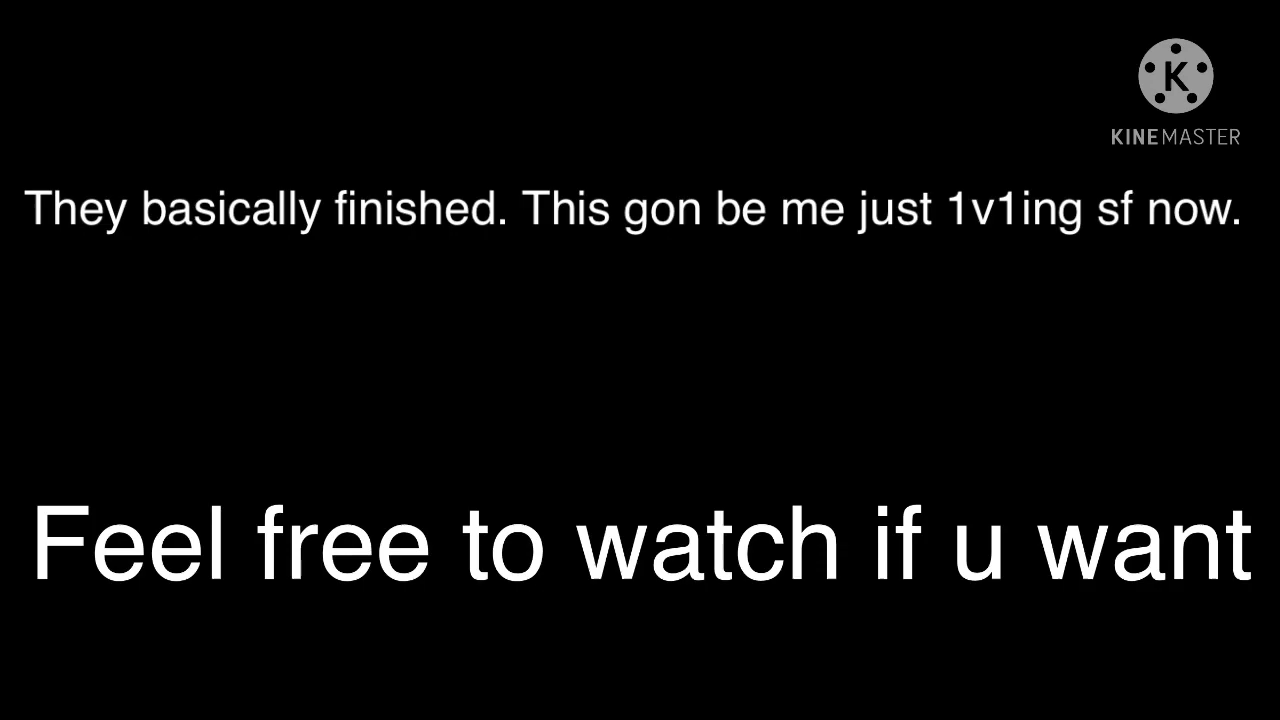 K
KINEMASTER
They basically finished. This gon be me just 1v1ing sf now.
Feel free to watch if u want